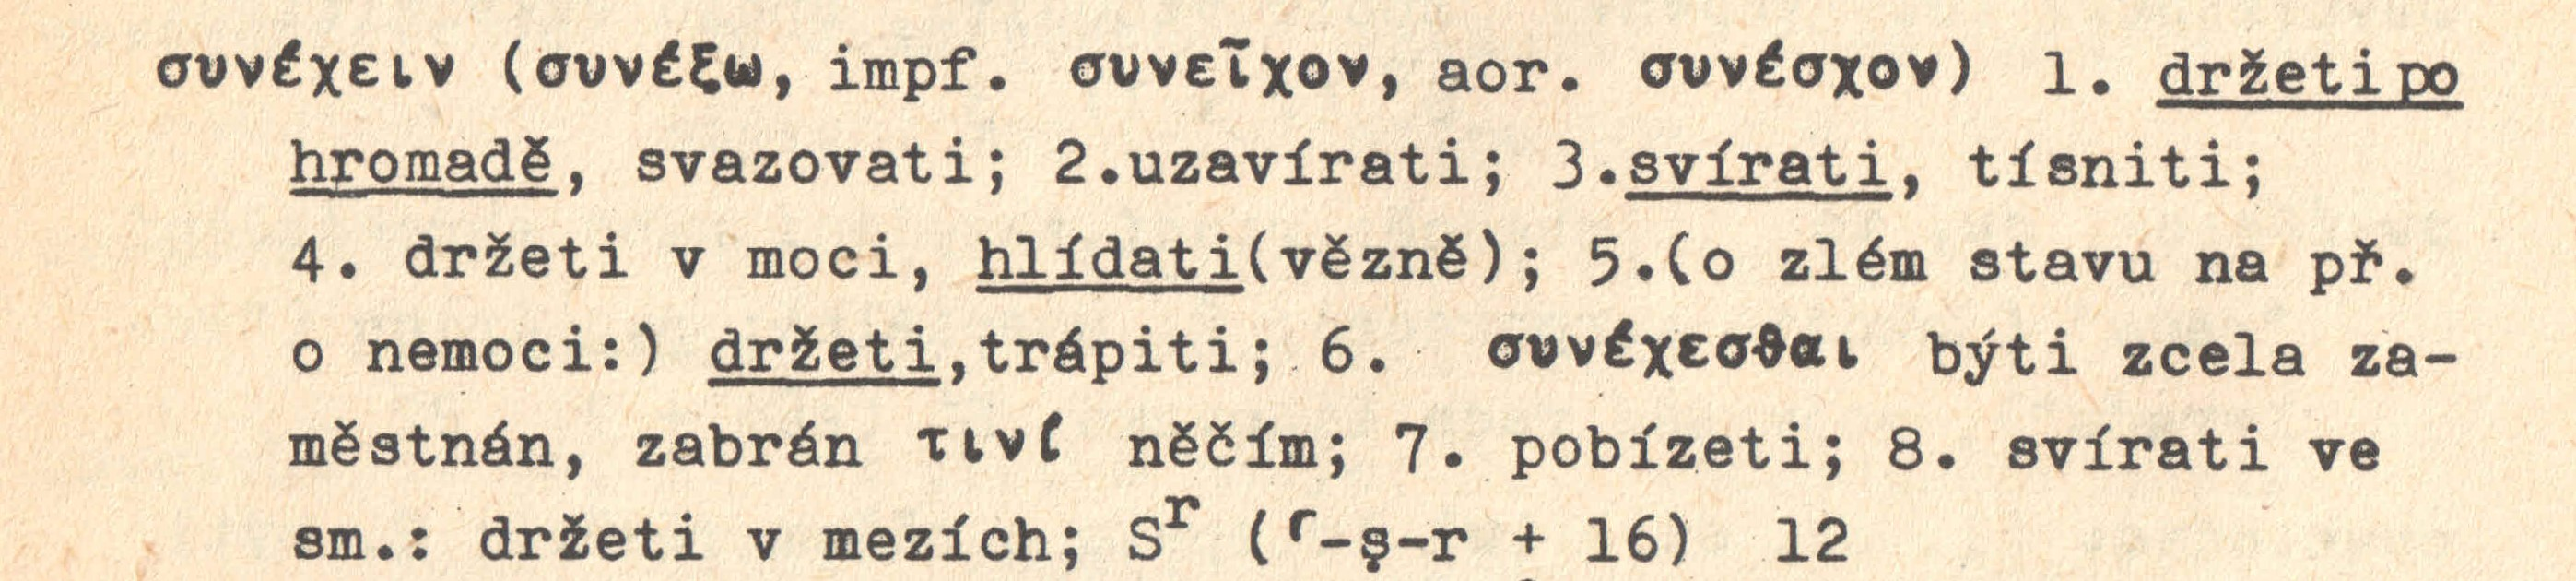 συνέχειν (συνέξω, impf. συνεῖχον, aor. συνέσχον) 1. držeti po
hromadě, svazovati; 2.uzavírati; 3.svírati, tísniti;
4. držeti v moci, hlídati(vězně); 5.(o zlém stavu na př.
o nemoci:) držeti,trápiti; 6. συνέχεσθαι býti zcela za-
městnán, zabrán τινί něčím; 7. pobízeti; 8. svírati ve
sm.: držeti v mezích; Sʳ (ʿ-ṣ-r + 16) 12